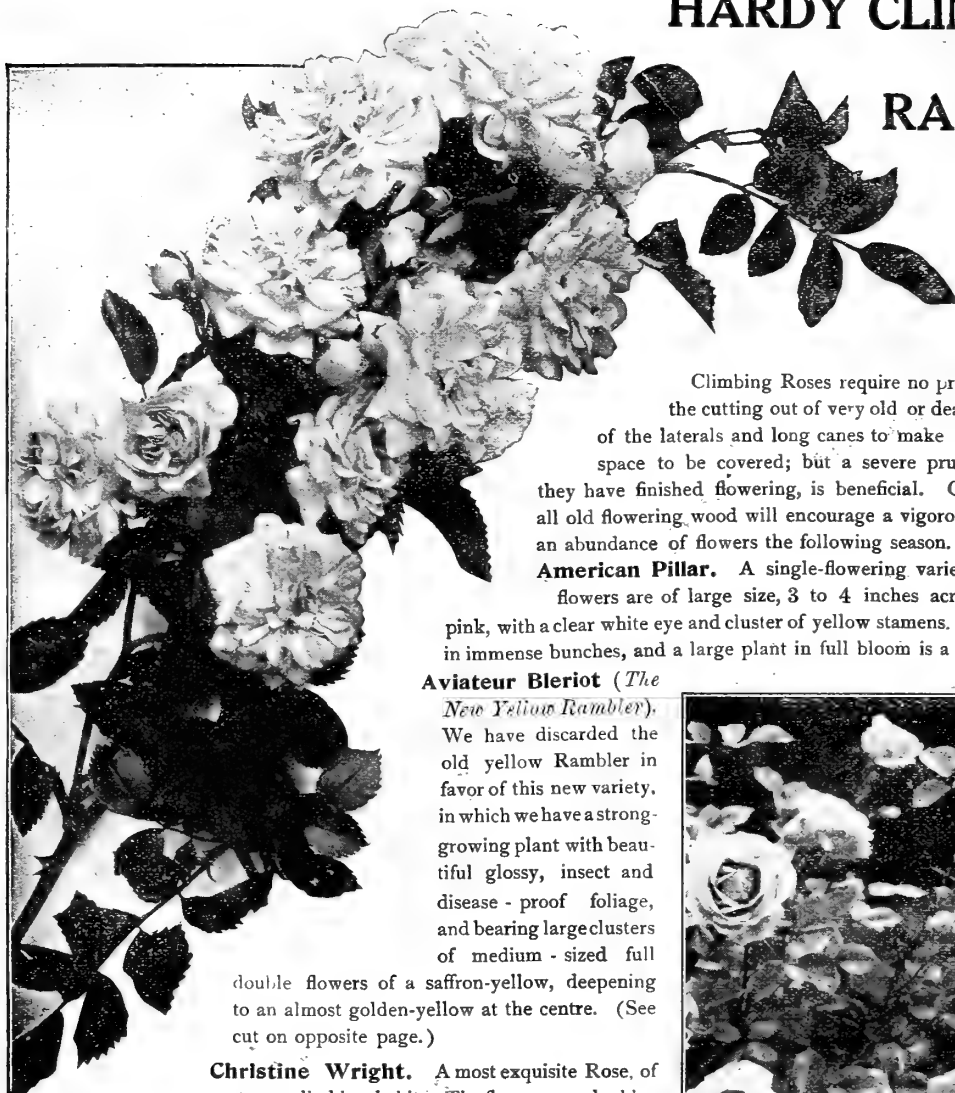 HARDY
RA
Climbing Roses require no
the cutting out of very old or
of the laterals and long canes to make
space to be covered; but a severe
they have finished flowering, is beneficial.
all old flowering wood will encourage a
an abundance of flowers the following season.
American Pillar. A single-flowering
flowers are of large size, 3 to 4 inches
pink, with a clear white eye and cluster of yellow stamens.
in immense bunches, and a large plant in full bloom is a
Aviateur Bleriot (The
New Yellow Rambler).
We have discarded the
old yellow Rambler in
favor of this new variety,
in which we have a strong-
growing plant with beau-
tiful glossy, insect and
disease - proof foliage,
and bearing large clusters
of medium - sized full
double flowers of a saffron-yellow, deepening
to an almost golden-yellow at the centre. (See
cut on opposite page.)
Christine Wright. A most exquisite Rose, of